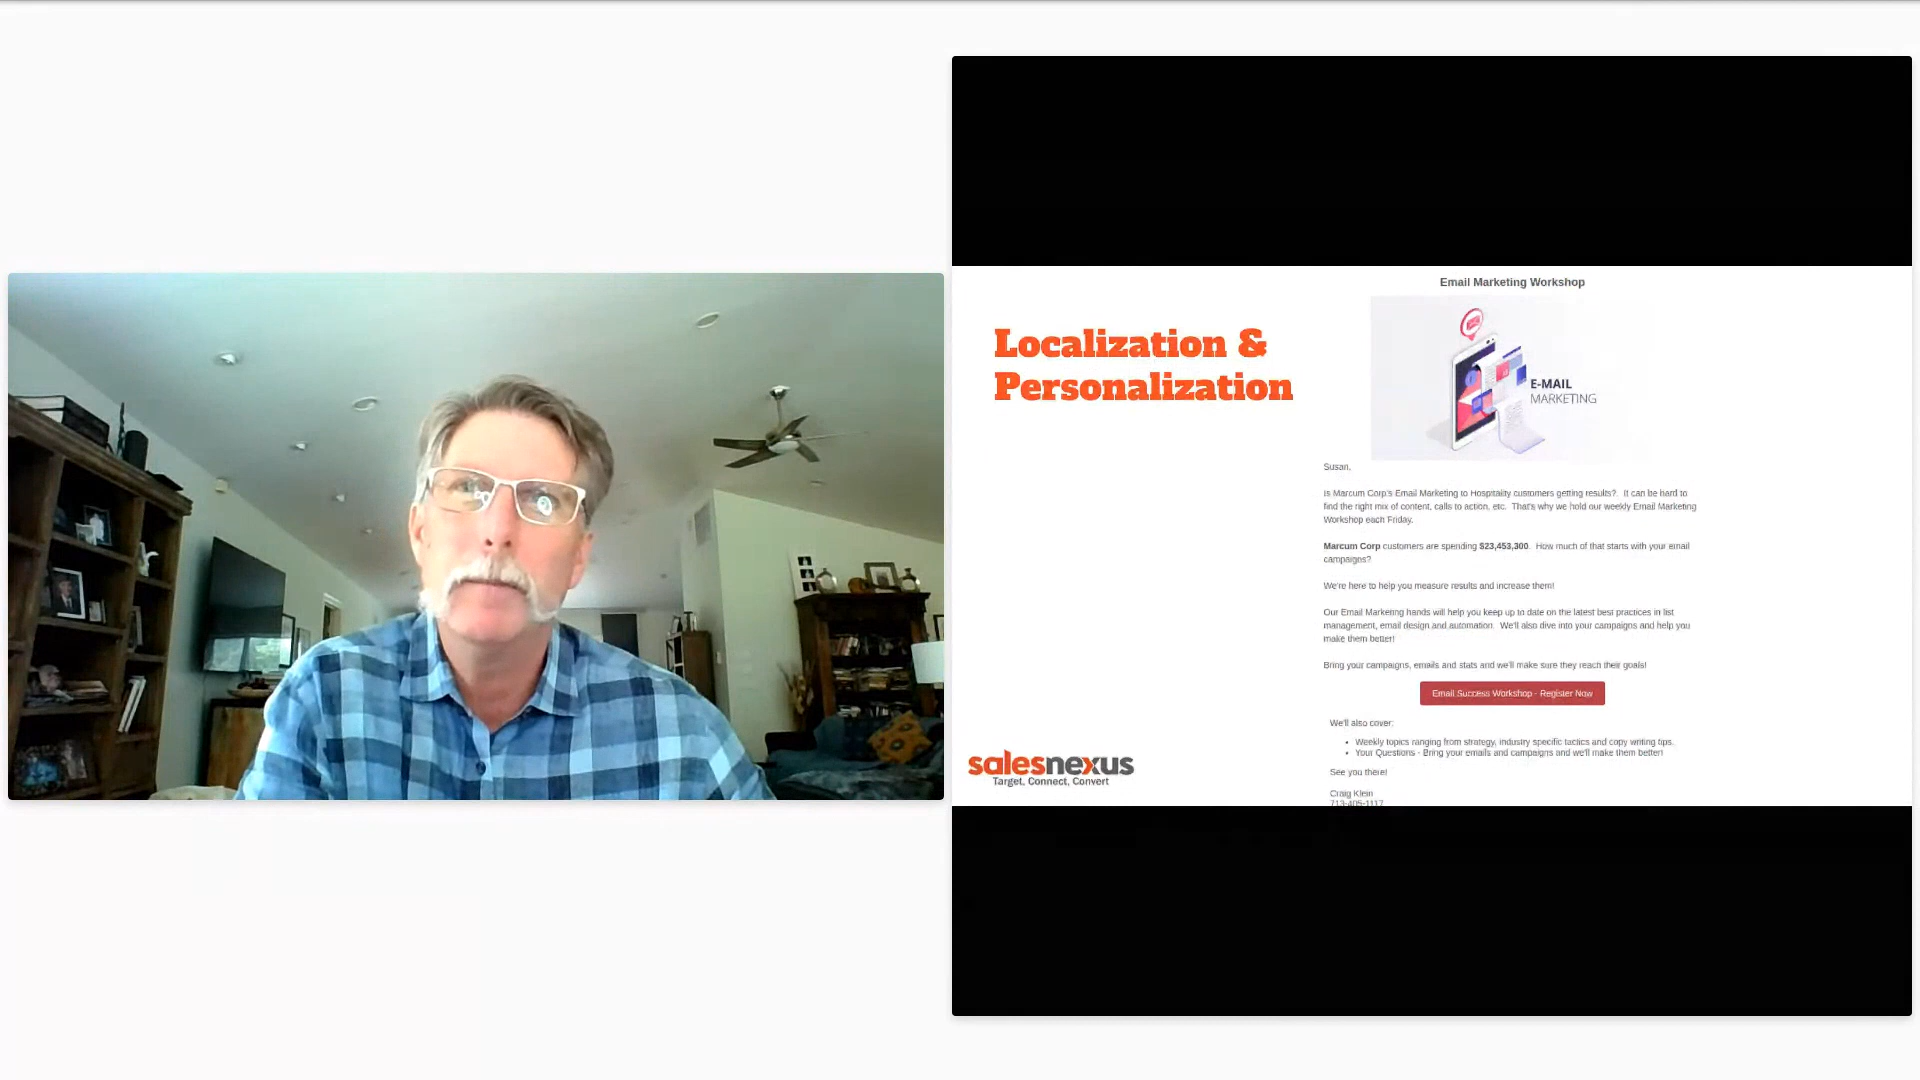 Localization &
Personalization
salesnexus
Target, Connect, Convert
Email Marketing Workshop
E-MAIL
MARKETING
Susan,
Is Marcum Corp's Email Marketing to Hospitality customers getting results?. It can be hard to
find the right mix of content, calls to action, etc. That's why we hold our weekly Email Marketing
Workshop each Friday.
Marcum Corp customers are spending $23,453,300. How much of that starts with your email
campaigns?
We're here to help you measure results and increase them!
Our Email Marketing hands will help you keep up to date on the latest best practices in list
management, email design and automation. We'll also dive into your campaigns and help you
make them better!
Bring your campaigns, emails and stats and we'll make sure they reach their goals!
Email Success Workshop - Register Now
We'll also cover:
• Weekly topics ranging from strategy, industry specific tactics and copy writing tips.
• Your Questions - Bring your emails and campaigns and we'll make them better!
See you there!
Craig Klein
713-405-1117